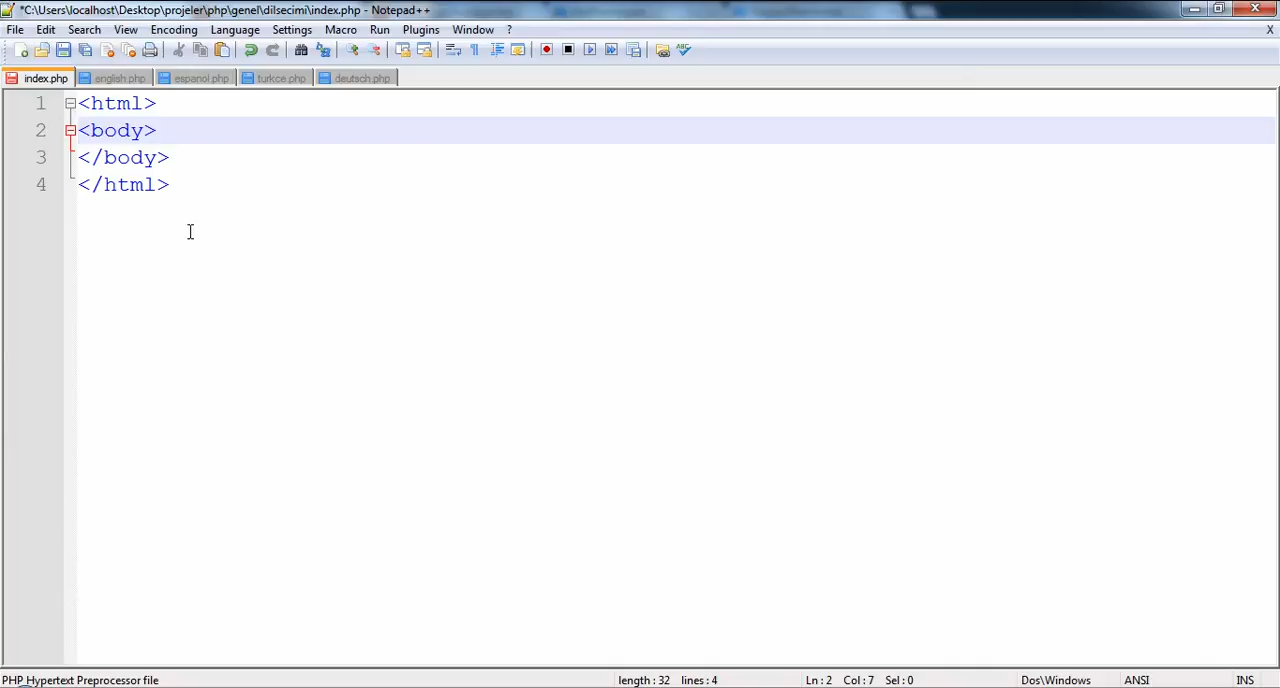 *C:\Users\localhost\Desktop\projeler\php\genel\dilsecimi\index.php - Notepad++
File Edit Search View Encoding Language Settings Macro Run Plugins Window ? X
index.php english.php espanol.php turkce.php deutsch.php
1 <html>
2 <body>
3 </body>
4 </html>
PHP Hypertext Preprocessor file length : 32 lines : 4 Ln : 2 Col : 7 Sel : 0 Dos\Windows ANSI INS